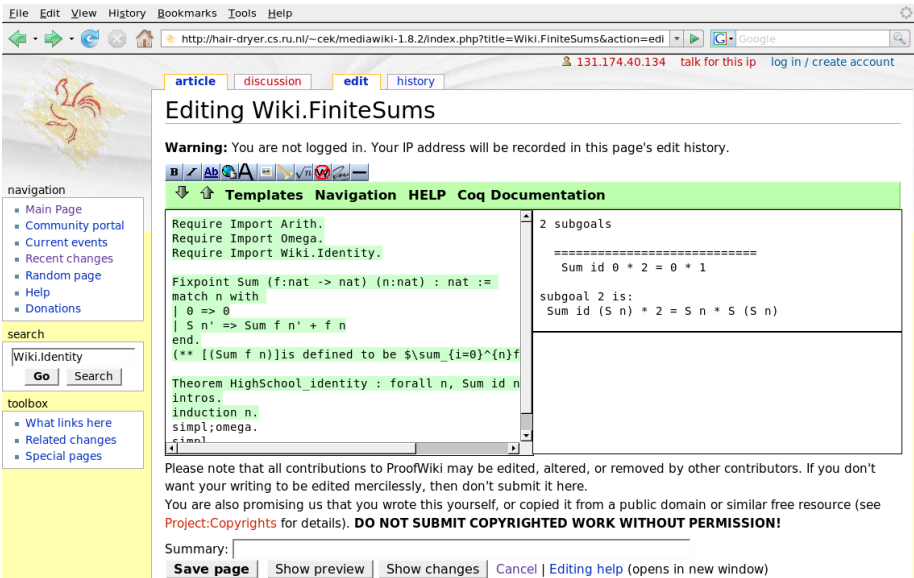 File Edit View History Bookmarks Tools Help
http://hair-dryer.cs.ru.nl/~cek/mediawiki-1.8.2/index.php?title=Wiki.FiniteSums&action=edi
G Google
131.174.40.134 talk for this ip log in / create account
article discussion edit history
Editing Wiki.FiniteSums
Warning: You are not logged in. Your IP address will be recorded in this page's edit history.
B I Ab A √n W
Templates Navigation HELP Coq Documentation
navigation
Main Page
Community portal
Current events
Recent changes
Random page
Help
Donations
search
Wiki.Identity
Go Search
toolbox
What links here
Related changes
Special pages
Require Import Arith.
Require Import Omega.
Require Import Wiki.Identity.
Fixpoint Sum (f:nat -> nat) (n:nat) : nat :=
match n with
| 0 => 0
| S n' => Sum f n' + f n
end.
(** [(Sum f n)]is defined to be $\sum_{i=0}^{n}f
Theorem HighSchool_identity : forall n, Sum id n
intros.
induction n.
simpl;omega.
simpl
2 subgoals
============================
Sum id 0 * 2 = 0 * 1
subgoal 2 is:
Sum id (S n) * 2 = S n * S (S n)
Please note that all contributions to ProofWiki may be edited, altered, or removed by other contributors. If you don't
want your writing to be edited mercilessly, then don't submit it here.
You are also promising us that you wrote this yourself, or copied it from a public domain or similar free resource (see
Project:Copyrights for details). DO NOT SUBMIT COPYRIGHTED WORK WITHOUT PERMISSION!
Summary:
Save page Show preview Show changes Cancel | Editing help (opens in new window)